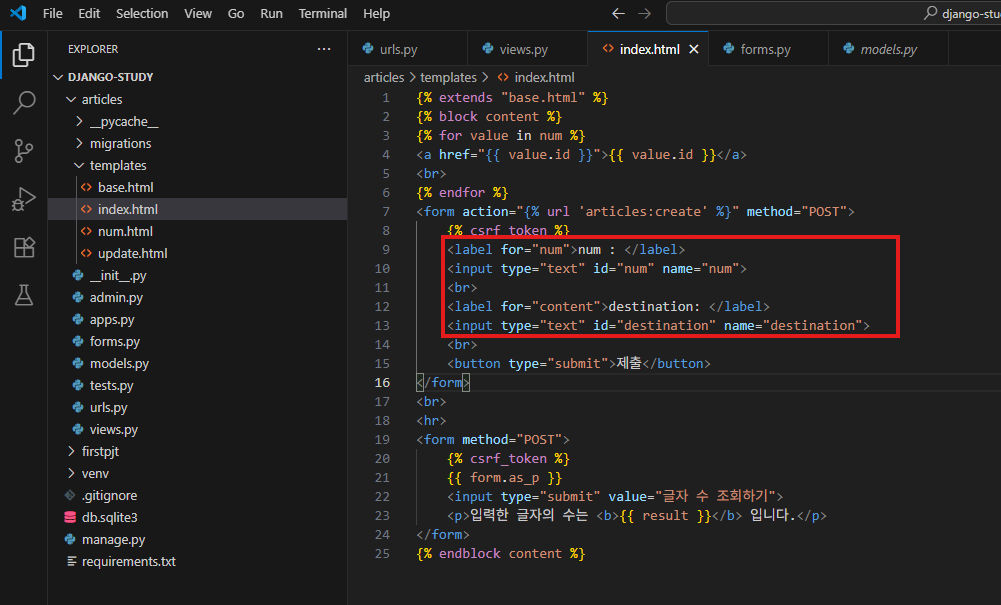 File Edit Selection View Go Run Terminal Help
django-stu
EXPLORER
DJANGO-STUDY
articles
__pycache__
migrations
templates
base.html
index.html
num.html
update.html
__init__.py
admin.py
apps.py
forms.py
models.py
tests.py
urls.py
views.py
firstpjt
venv
.gitignore
db.sqlite3
manage.py
requirements.txt
urls.py views.py index.html forms.py models.py
articles > templates > index.html
1 {% extends "base.html" %}
2 {% block content %}
3 {% for value in num %}
4 <a href="{{ value.id }}">{{ value.id }}</a>
5 <br>
6 {% endfor %}
7 <form action="{% url 'articles:create' %}" method="POST">
8 {% csrf_token %}
9 <label for="num">num : </label>
10 <input type="text" id="num" name="num">
11 <br>
12 <label for="content">destination: </label>
13 <input type="text" id="destination" name="destination">
14 <br>
15 <button type="submit">제출</button>
16 </form>
17 <br>
18 <hr>
19 <form method="POST">
20 {% csrf_token %}
21 {{ form.as_p }}
22 <input type="submit" value="글자 수 조회하기">
23 <p>입력한 글자의 수는 <b>{{ result }}</b> 입니다.</p>
24 </form>
25 {% endblock content %}